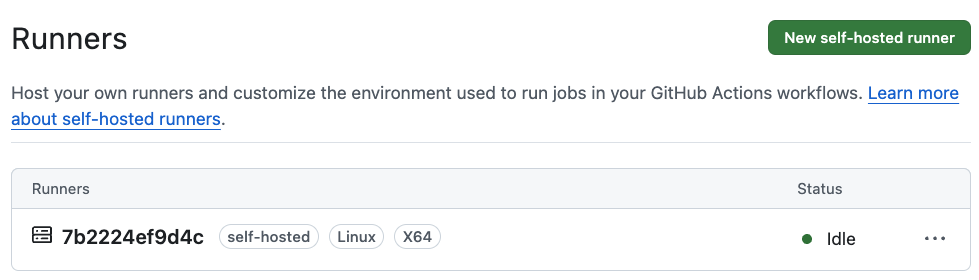 Runners
New self-hosted runner
Host your own runners and customize the environment used to run jobs in your GitHub Actions workflows. Learn more
about self-hosted runners.
Runners Status
7b2224ef9d4c self-hosted Linux X64 Idle